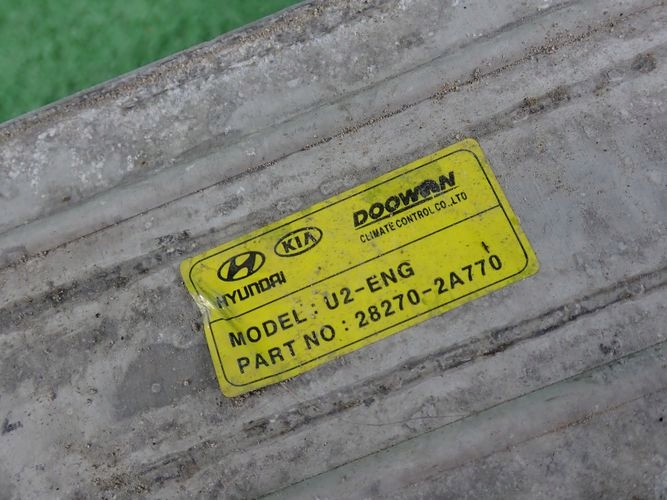 HYUNDAI
KIA
DOOWON
CLIMATE CONTROL CO.,LTD
MODEL : U2-ENG
PART NO : 28270-2A770